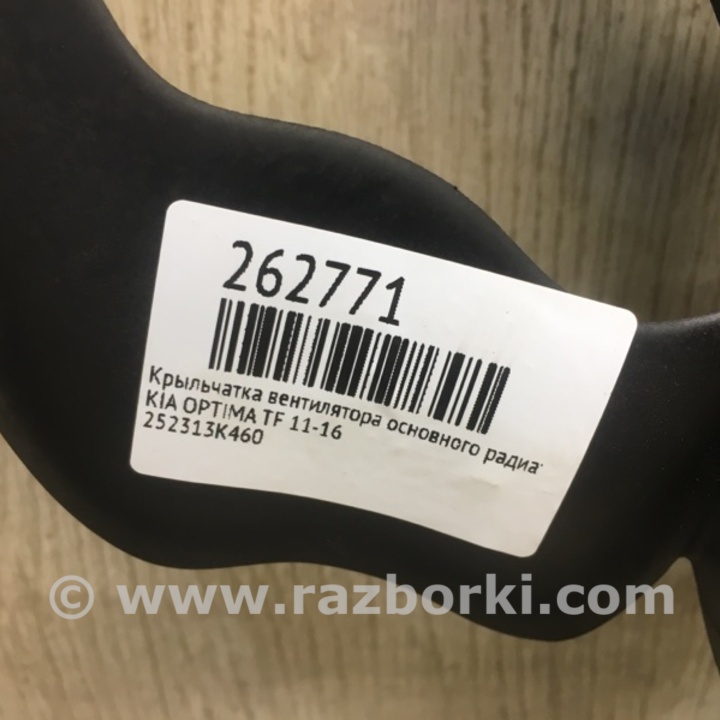 262771
Крыльчатка вентилятора основного радиа
KIA OPTIMA TF 11-16
252313K460
© www.razborki.com